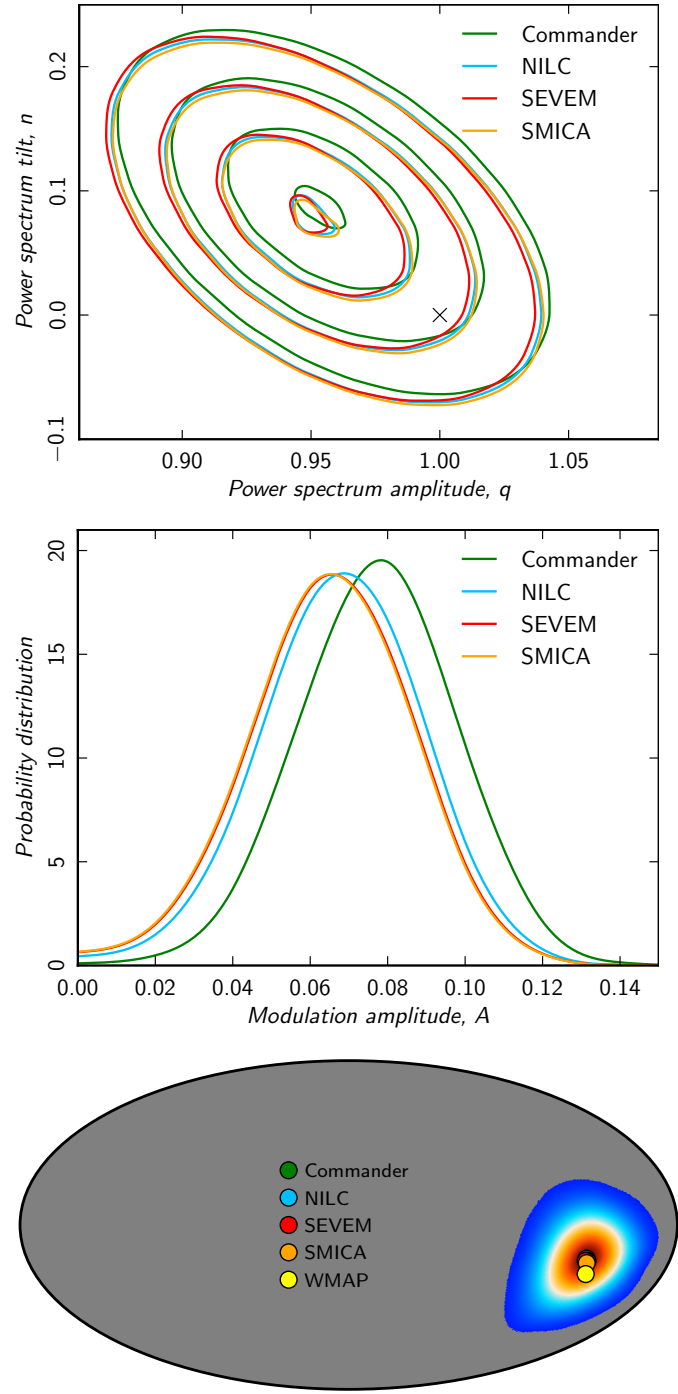 Commander
NILC
SEVEM
SMICA
Power spectrum tilt, n
0.2
0.1
0.0
−0.1
0.90 0.95 1.00 1.05
Power spectrum amplitude, q
Commander
NILC
SEVEM
SMICA
Probability distribution
20
15
10
5
0
0.00 0.02 0.04 0.06 0.08 0.10 0.12 0.14
Modulation amplitude, A
Commander
NILC
SEVEM
SMICA
WMAP